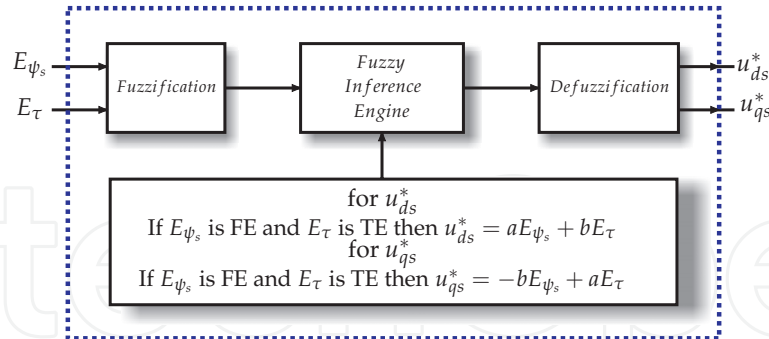 E_{ψ_s}
E_τ
Fuzzification
Fuzzy
Inference
Engine
Defuzzification
u*_{ds}
u*_{qs}
for u*_{ds}
If E_{ψ_s} is FE and E_τ is TE then u*_{ds} = aE_{ψ_s} + bE_τ
for u*_{qs}
If E_{ψ_s} is FE and E_τ is TE then u*_{qs} = −bE_{ψ_s} + aE_τ